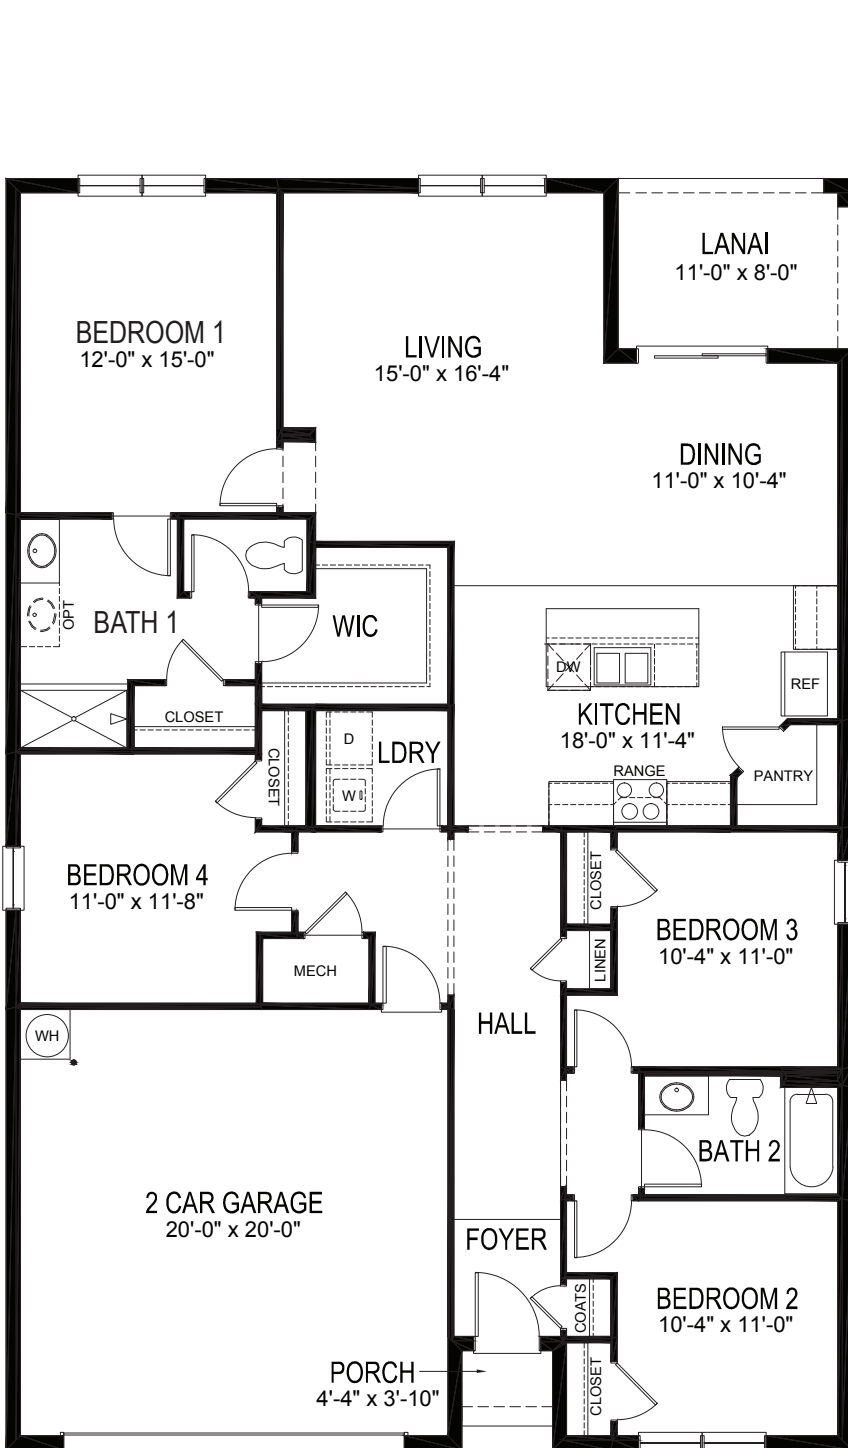 LANAI
11'-0" x 8'-0"
BEDROOM 1
12'-0" x 15'-0"
LIVING
15'-0" x 16'-4"
DINING
11'-0" x 10'-4"
OPT
BATH 1
WIC
DW
REF
CLOSET
KITCHEN
18'-0" x 11'-4"
D
LDRY
CLOSET
RANGE
PANTRY
W
BEDROOM 4
11'-0" x 11'-8"
CLOSET
BEDROOM 3
10'-4" x 11'-0"
LINEN
MECH
HALL
WH
BATH 2
2 CAR GARAGE
20'-0" x 20'-0"
FOYER
COATS
BEDROOM 2
10'-4" x 11'-0"
PORCH
4'-4" x 3'-10"
CLOSET